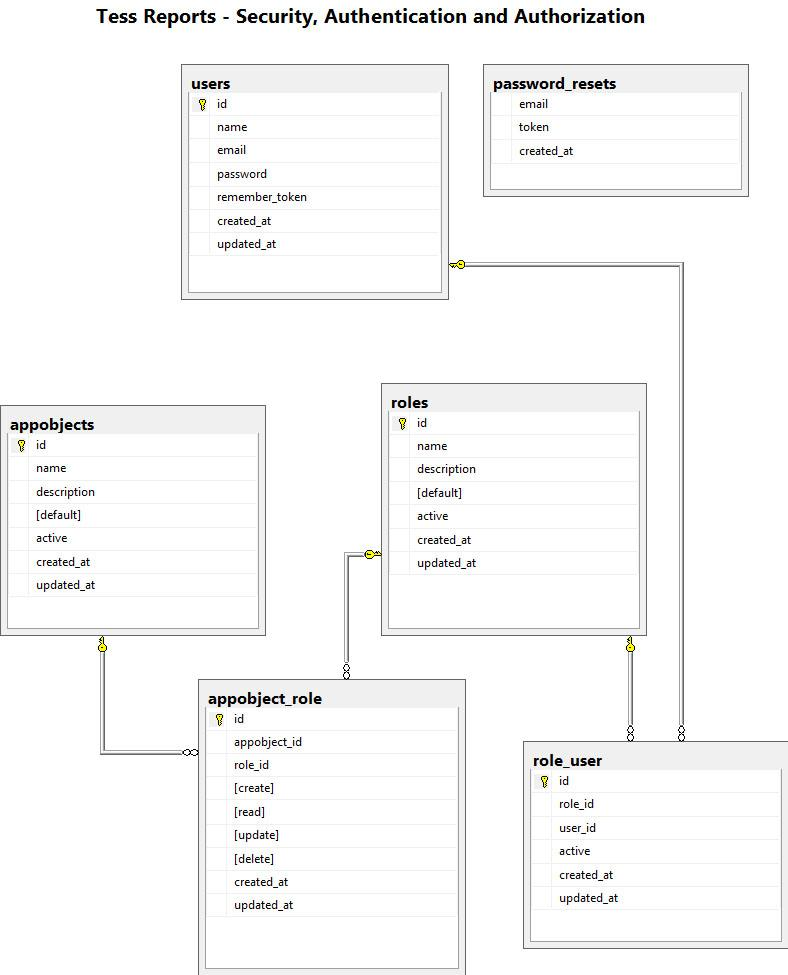 Tess Reports - Security, Authentication and Authorization
users
id
name
email
password
remember_token
created_at
updated_at
password_resets
email
token
created_at
appobjects
id
name
description
[default]
active
created_at
updated_at
roles
id
name
description
[default]
active
created_at
updated_at
appobject_role
id
appobject_id
role_id
[create]
[read]
[update]
[delete]
created_at
updated_at
role_user
id
role_id
user_id
active
created_at
updated_at